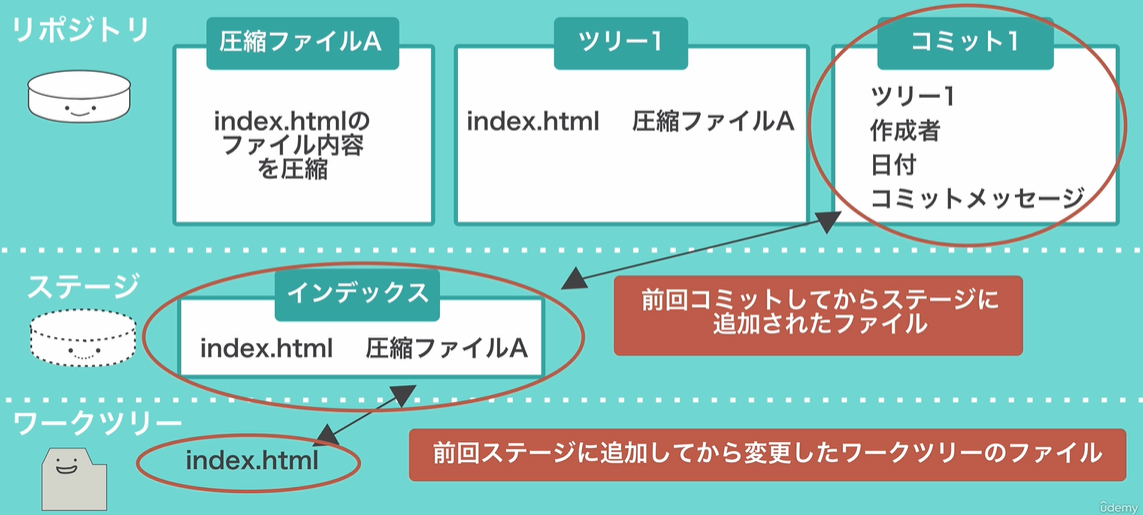 リポジトリ
圧縮ファイルA
ツリー1
コミット1
index.htmlの
ファイル内容
を圧縮
index.html 圧縮ファイルA
ツリー1
作成者
日付
コミットメッセージ
ステージ
インデックス
index.html 圧縮ファイルA
前回コミットしてからステージに
追加されたファイル
ワークツリー
index.html
前回ステージに追加してから変更したワークツリーのファイル
ûdemy